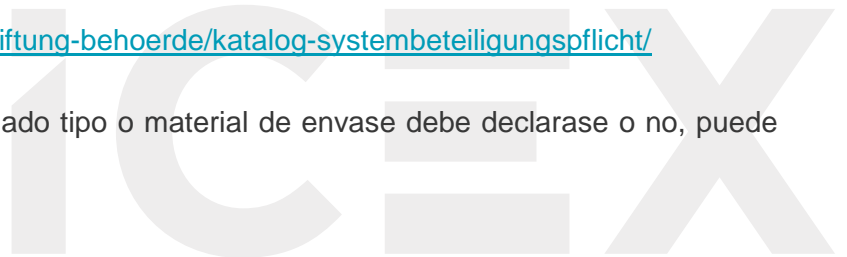 iftung-behoerde/katalog-systembeteiligungspflicht/
ado tipo o material de envase debe declarase o no, puede
ICEX